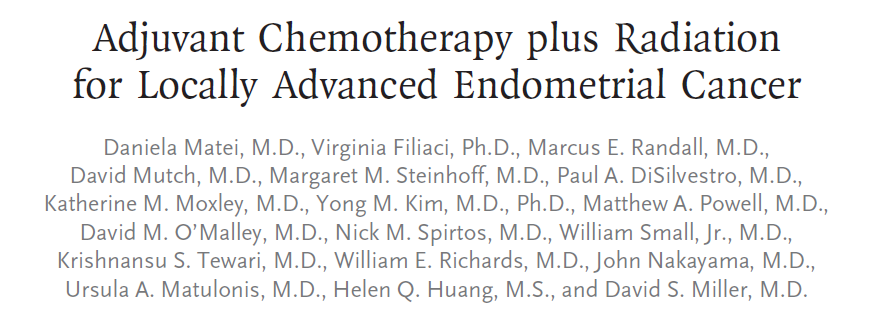 Adjuvant Chemotherapy plus Radiation
for Locally Advanced Endometrial Cancer
Daniela Matei, M.D., Virginia Filiaci, Ph.D., Marcus E. Randall, M.D.,
David Mutch, M.D., Margaret M. Steinhoff, M.D., Paul A. DiSilvestro, M.D.,
Katherine M. Moxley, M.D., Yong M. Kim, M.D., Ph.D., Matthew A. Powell, M.D.,
David M. O’Malley, M.D., Nick M. Spirtos, M.D., William Small, Jr., M.D.,
Krishnansu S. Tewari, M.D., William E. Richards, M.D., John Nakayama, M.D.,
Ursula A. Matulonis, M.D., Helen Q. Huang, M.S., and David S. Miller, M.D.